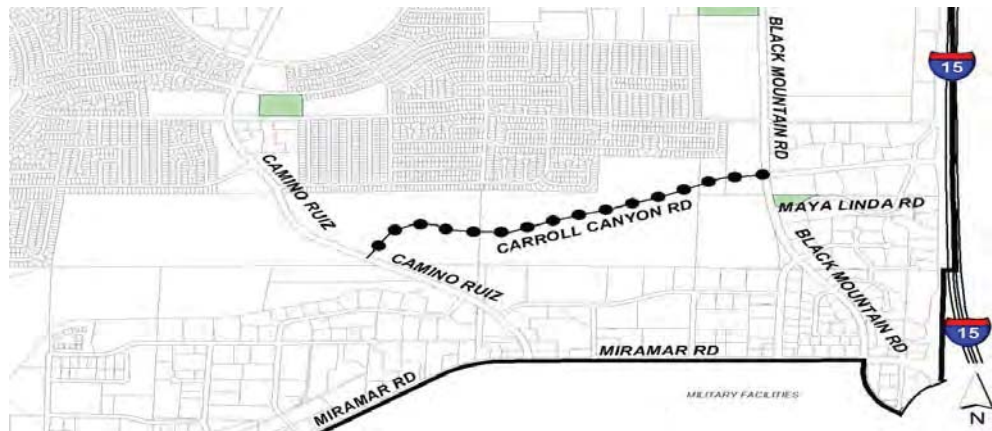 BLACK MOUNTAIN RD
15
CAMINO RUIZ
MAYA LINDA RD
CARROLL CANYON RD
CAMINO RUIZ
BLACK MOUNTAIN RD
15
MIRAMAR RD
MIRAMAR RD
MILITARY FACILITIES
N